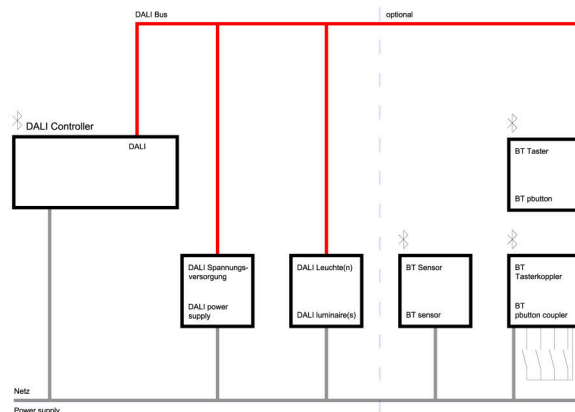 DALI Bus
optional
DALI Controller
DALI
BT Taster
BT pbutton
DALI Spannungs-
versorgung
DALI power
supply
DALI Leuchte(n)
DALI luminaire(s)
BT Sensor
BT sensor
BT
Tasterkoppler
BT
pbutton coupler
Netz
Power supply